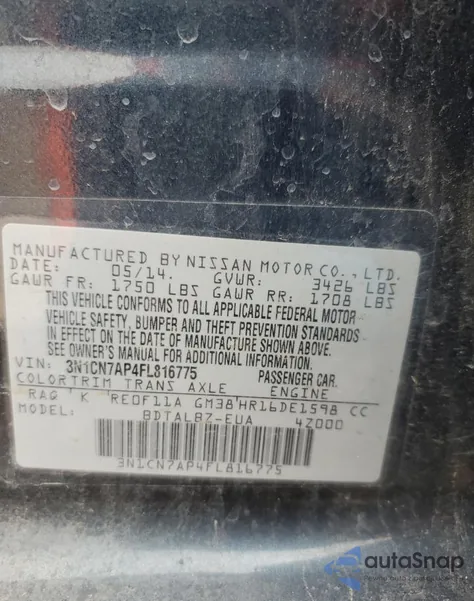 MANUFACTURED BY NISSAN MOTOR CO., LTD.
DATE: 05/14. GVWR: 3426 LBS
GAWR FR: 1750 LBS GAWR RR: 1708 LBS
THIS VEHICLE CONFORMS TO ALL APPLICABLE FEDERAL MOTOR
VEHICLE SAFETY, BUMPER AND THEFT PREVENTION STANDARDS
IN EFFECT ON THE DATE OF MANUFACTURE SHOWN ABOVE.
SEE OWNER'S MANUAL FOR ADDITIONAL INFORMATION.
VIN: 3N1CN7AP4FL816775 PASSENGER CAR.
COLOR TRIM TRANS AXLE ENGINE
RAQ K RE0F11A GM38 HR16DE1598 CC
MODEL: BDTALBZ-EUA 4Z000
3N1CN7AP4FL816775
autoSnap